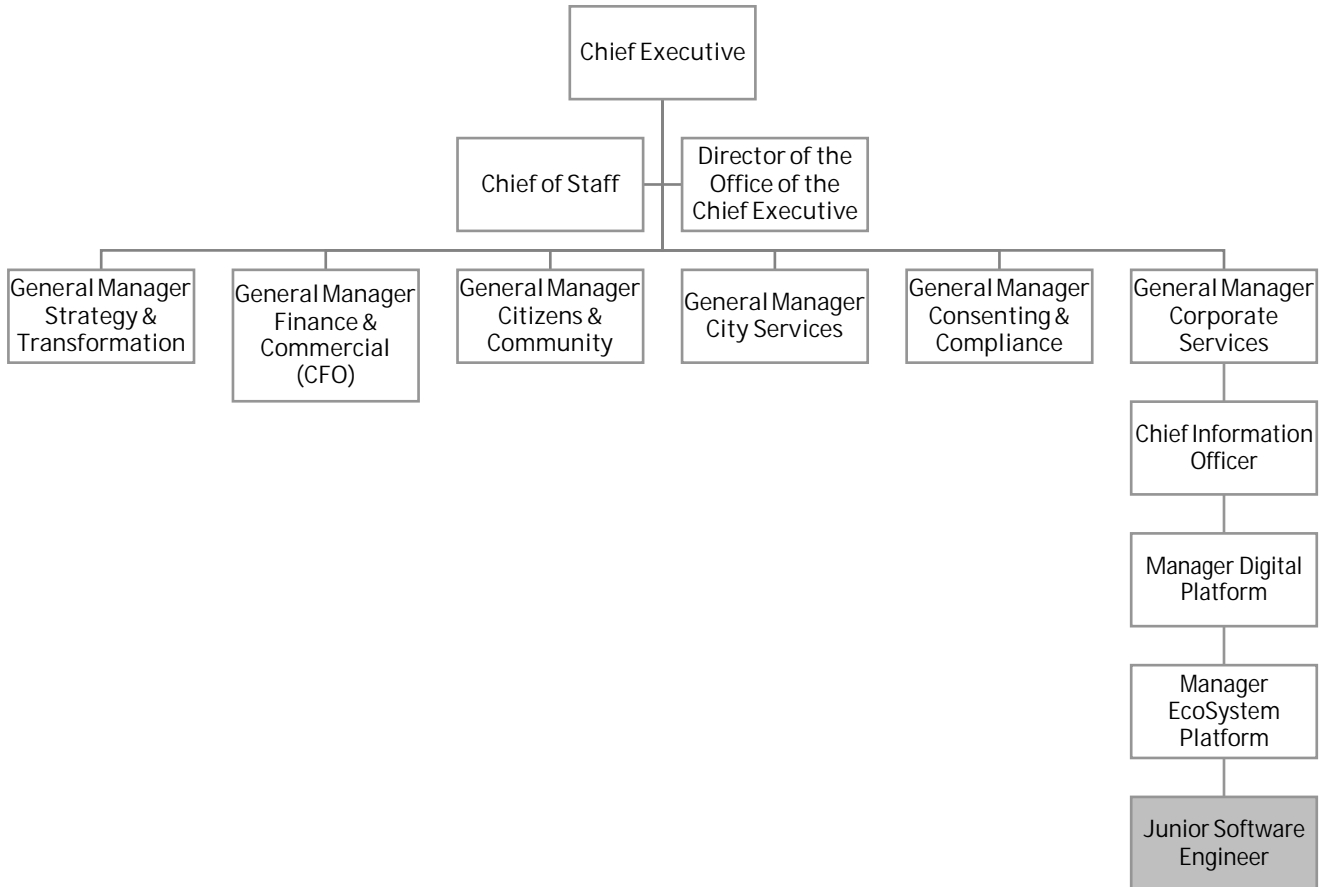 Chief Executive
Chief of Staff
Director of the
Office of the
Chief Executive
General Manager
Strategy &
Transformation
General Manager
Finance &
Commercial
(CFO)
General Manager
Citizens &
Community
General Manager
City Services
General Manager
Consenting &
Compliance
General Manager
Corporate
Services
Chief Information
Officer
Manager Digital
Platform
Manager
EcoSystem
Platform
Junior Software
Engineer